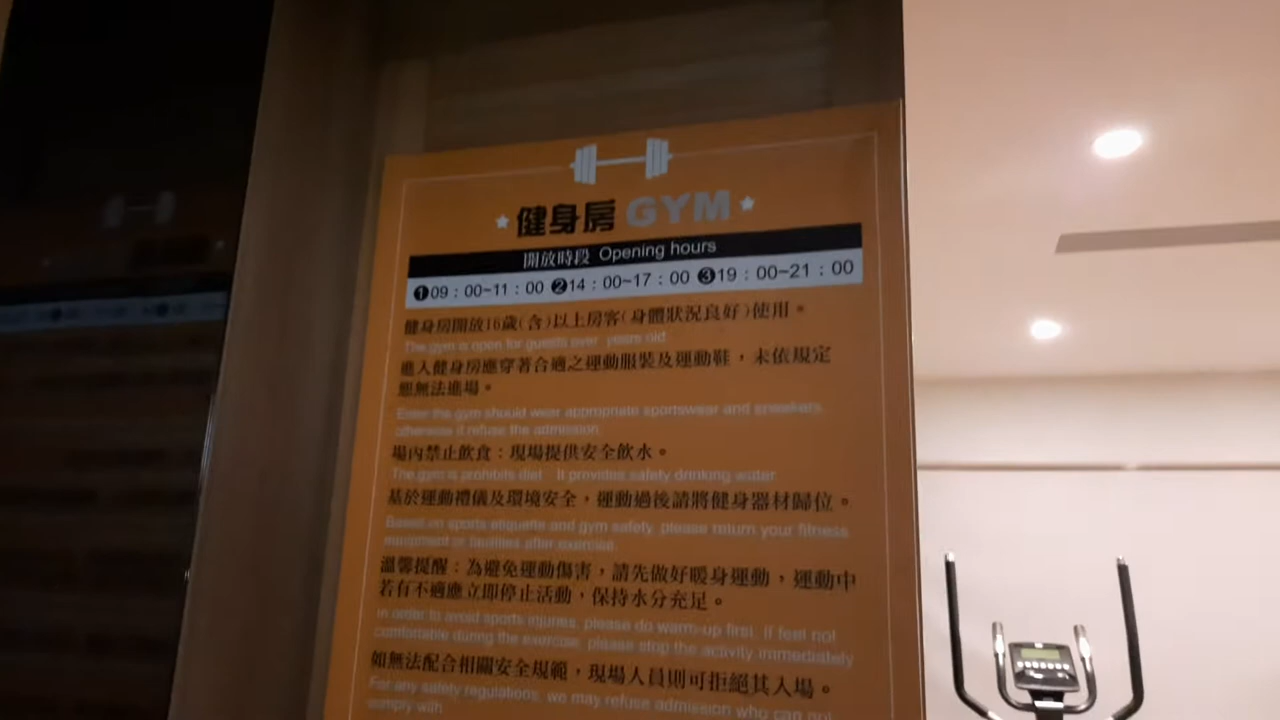 健身房 GYM
開放時段 Opening hours
❶09：00~11：00 ❷14：00~17：00 ❸19：00~21：00
健身房開放16歲(含)以上房客(身體狀況良好)使用。
The gym is open for guests over years old
進入健身房應穿著合適之運動服裝及運動鞋，未依規定
恕無法進場。
Enter the gym should wear appropriate sportswear and sneakers,
otherwise it refuse the admission
場內禁止飲食：現場提供安全飲水。
The gym is prohibits diet. It provides safety drinking water
基於運動禮儀及環境安全，運動過後請將健身器材歸位。
Based on sports etiquette and gym safety, please return your fitness
equipment or facilities after exercise.
溫馨提醒：為避免運動傷害，請先做好暖身運動，運動中
若有不適應立即停止活動，保持水分充足。
In order to avoid sports injuries, please do warm-up first. If feel not
comfortable during the exercise, please stop the activity immediately
如無法配合相關安全規範，現場人員則可拒絕其入場。
For any safety regulations, we may refuse admission who can not
comply with